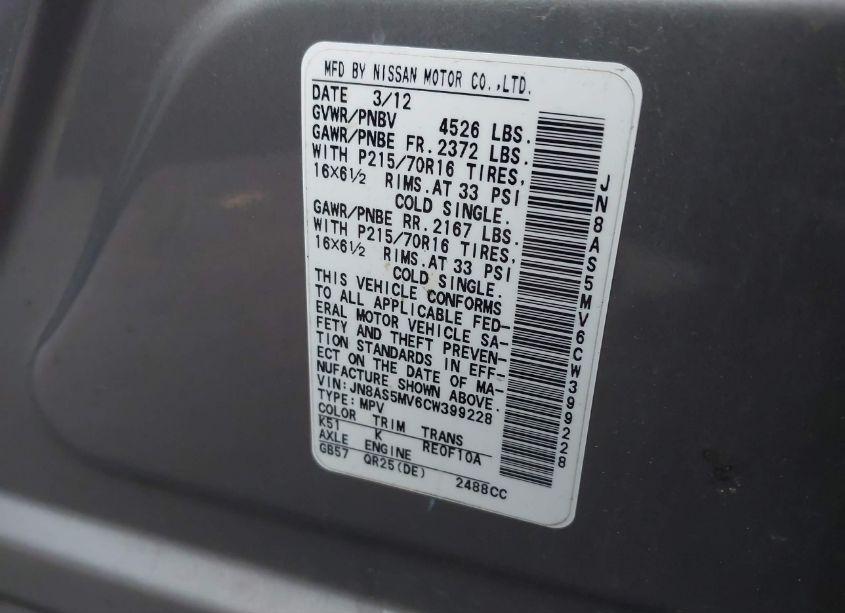 MFD BY NISSAN MOTOR CO.,LTD.
DATE 3/12
GVWR/PNBV 4526 LBS.
GAWR/PNBE FR. 2372 LBS.
WITH P215/70R16 TIRES,
16X6½ RIMS. AT 33 PSI
COLD SINGLE.
GAWR/PNBE RR. 2167 LBS.
WITH P215/70R16 TIRES,
16X6½ RIMS. AT 33 PSI
COLD SINGLE.
THIS VEHICLE CONFORMS
TO ALL APPLICABLE FED-
ERAL MOTOR VEHICLE SA-
FETY AND THEFT PREVEN-
TION STANDARDS IN EFF-
ECT ON THE DATE OF MA-
NUFACTURE SHOWN ABOVE.
VIN: JN8AS5MV6CW399228
TYPE: MPV
COLOR TRIM TRANS
K51 K RE0F10A
AXLE ENGINE
GB57 QR25(DE) 2488CC
JN8AS5MV6CW399228